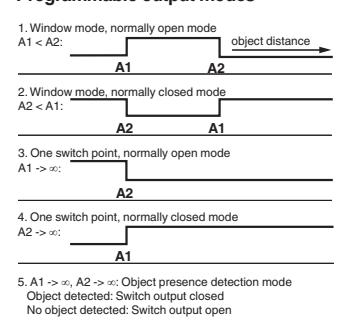 Programmable output modes
1. Window mode, normally open mode
A1 < A2:
object distance
A1 A2
2. Window mode, normally closed mode
A2 < A1:
A2 A1
3. One switch point, normally open mode
A1 -> ∞:
A2
4. One switch point, normally closed mode
A2 -> ∞:
A1
5. A1 -> ∞, A2 -> ∞: Object presence detection mode
Object detected: Switch output closed
No object detected: Switch output open